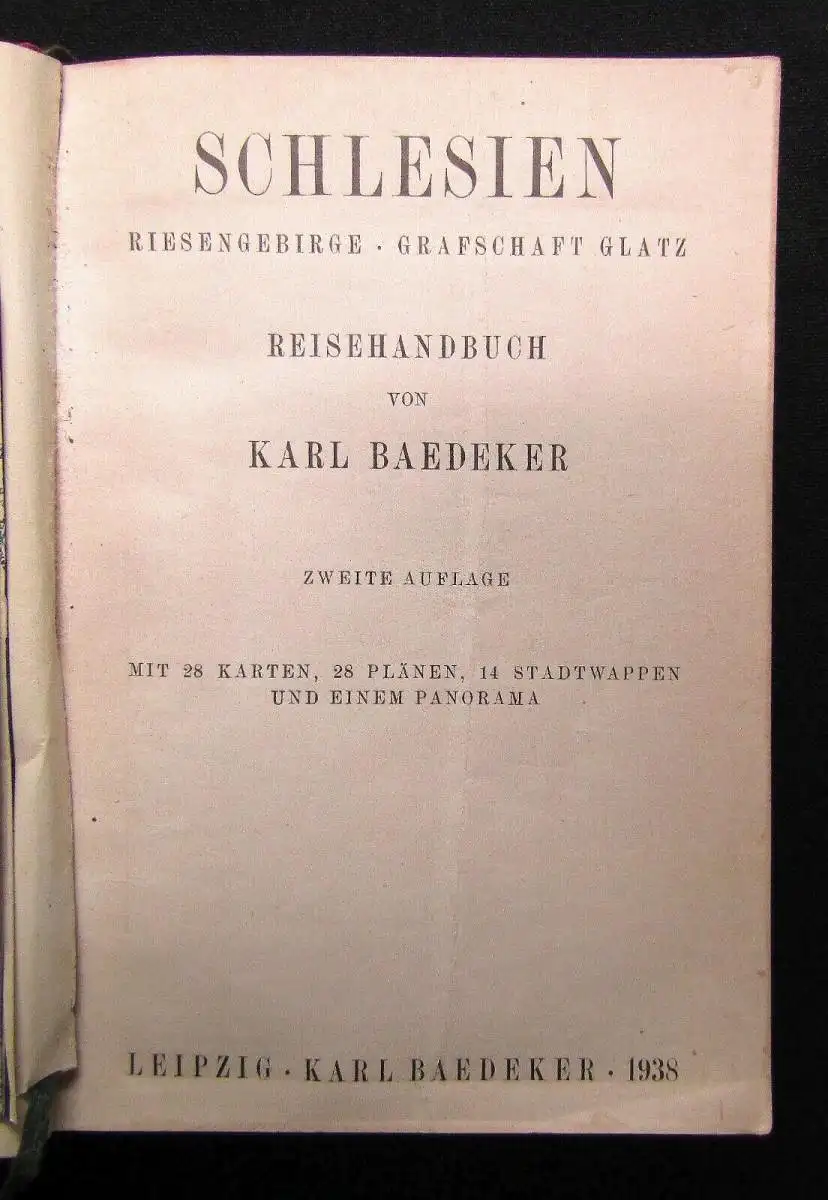 SCHLESIEN
RIESENGEBIRGE · GRAFSCHAFT GLATZ
REISEHANDBUCH
VON
KARL BAEDEKER
ZWEITE AUFLAGE
MIT 28 KARTEN, 28 PLÄNEN, 14 STADTWAPPEN
UND EINEM PANORAMA
LEIPZIG · KARL BAEDEKER · 1938